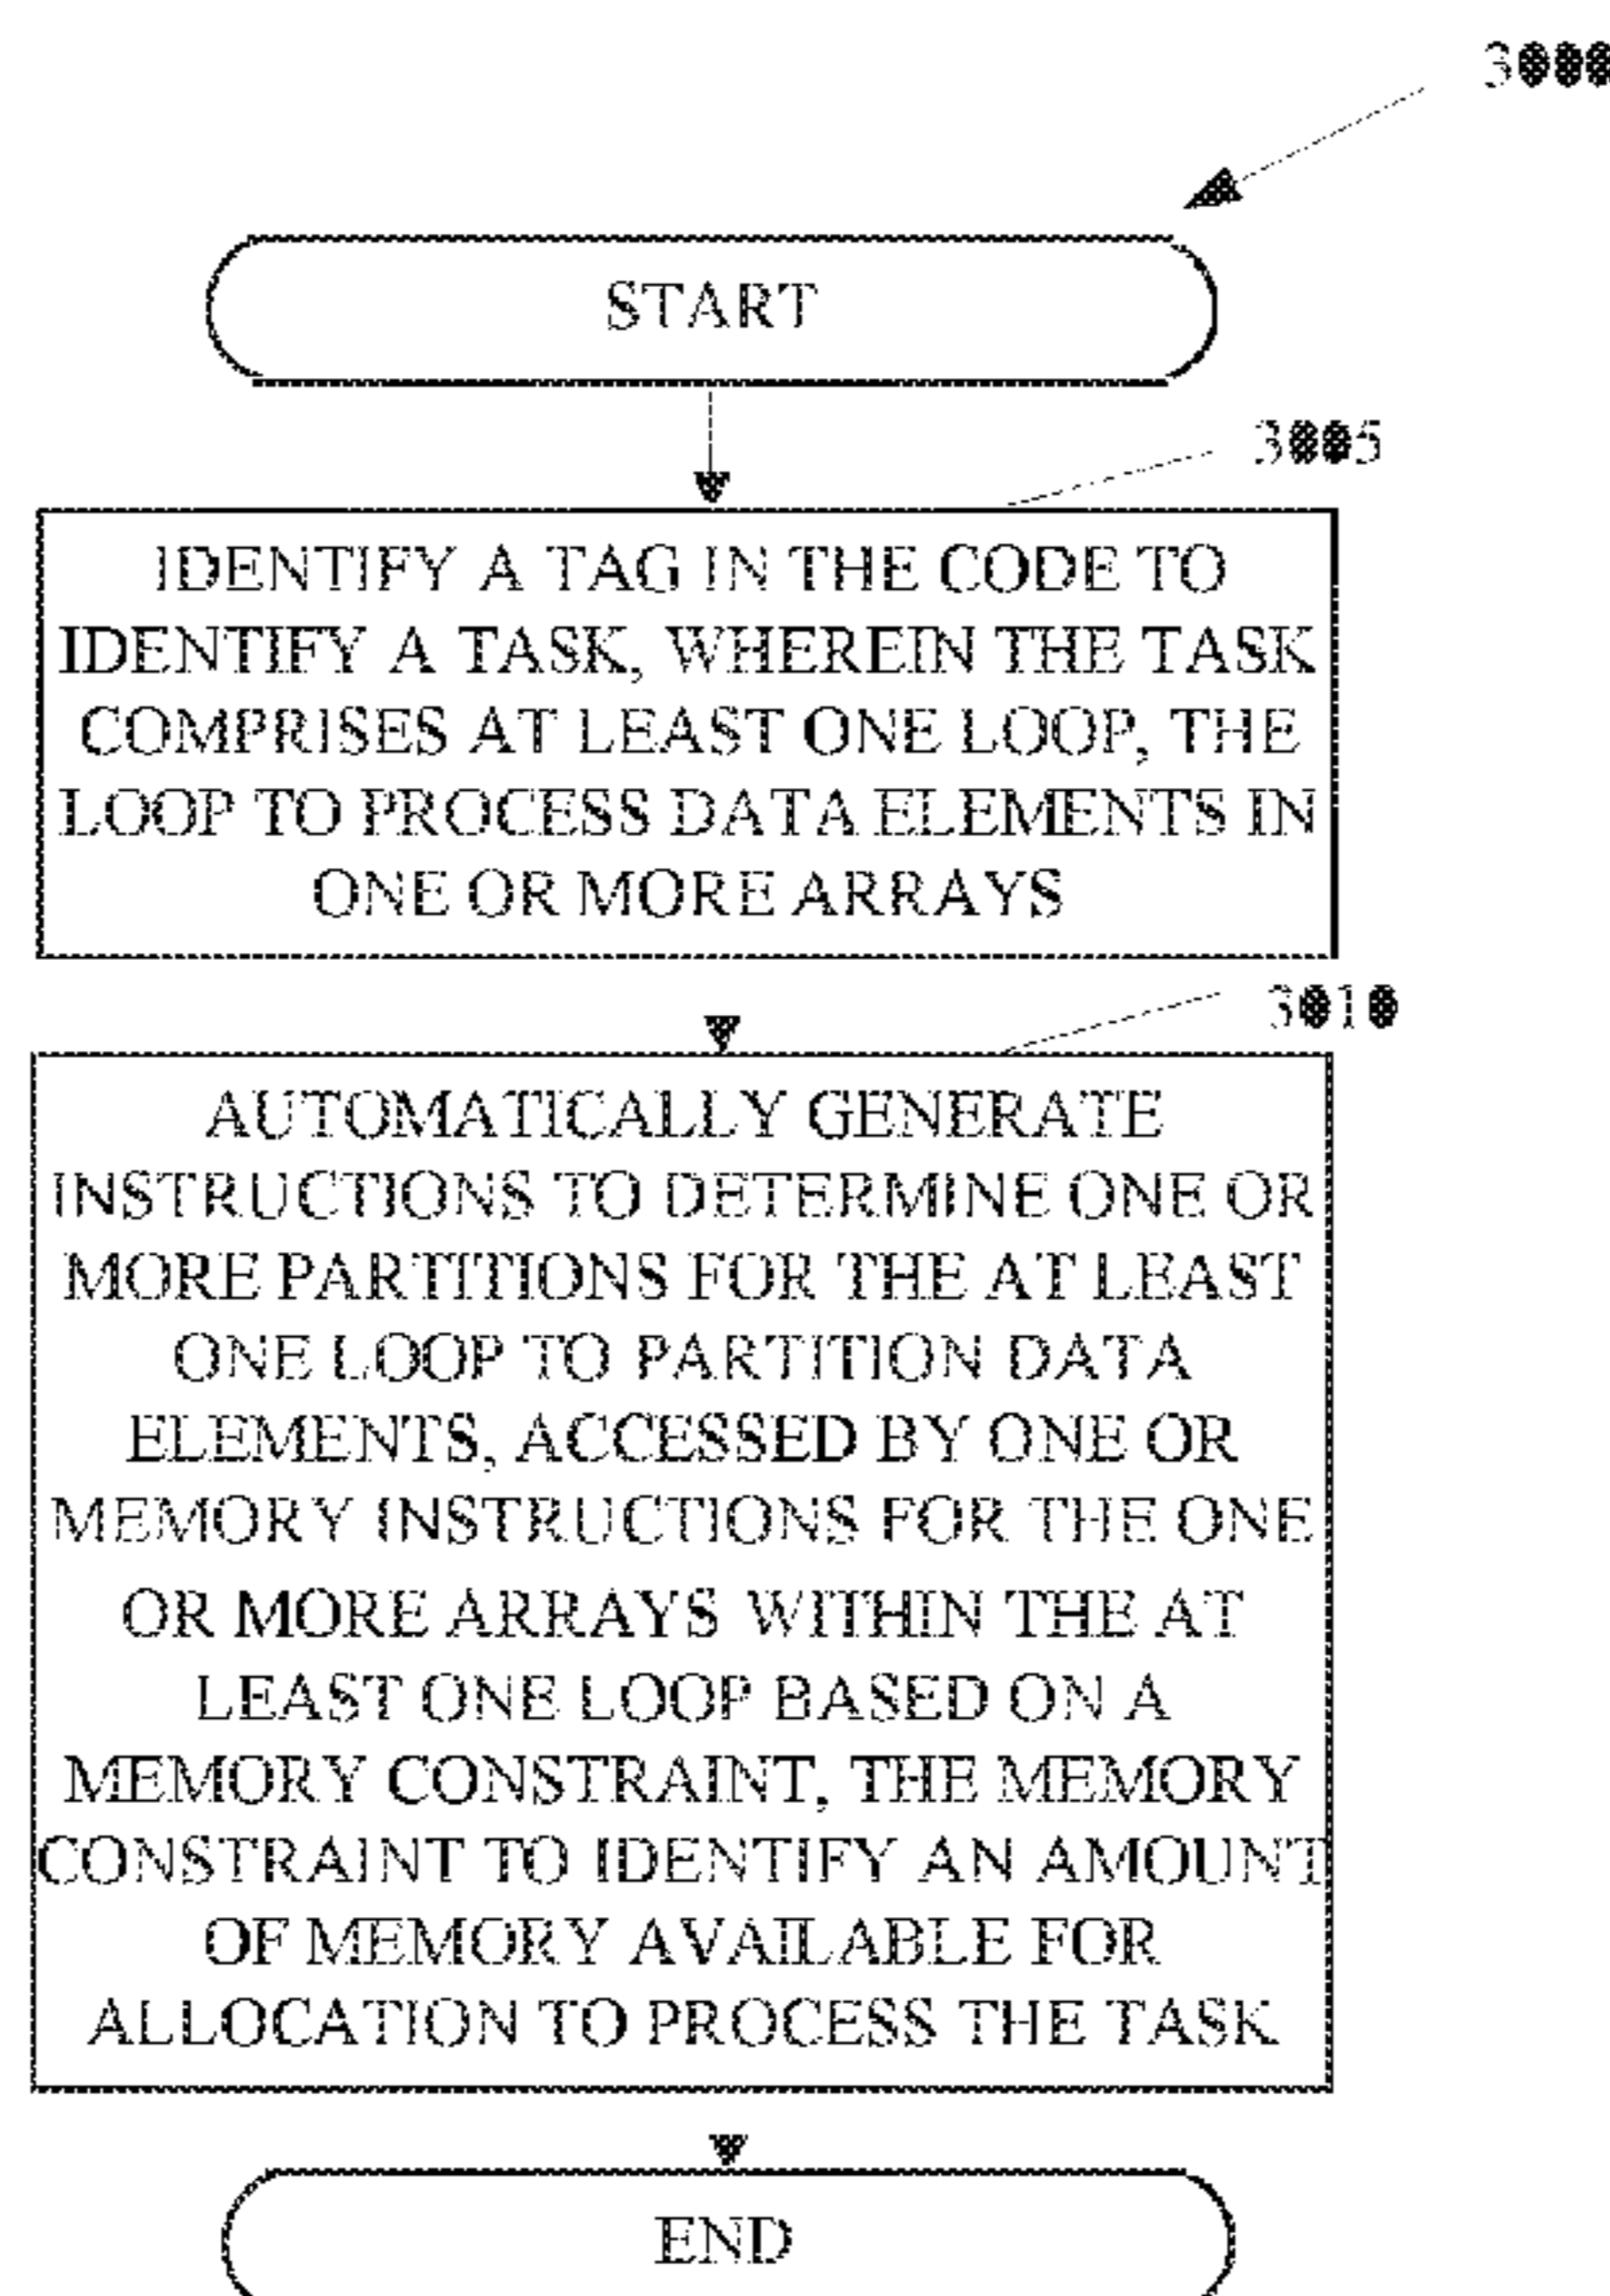 3000
START
3005
IDENTIFY A TAG IN THE CODE TO
IDENTIFY A TASK, WHEREIN THE TASK
COMPRISES AT LEAST ONE LOOP, THE
LOOP TO PROCESS DATA ELEMENTS IN
ONE OR MORE ARRAYS
3010
AUTOMATICALLY GENERATE
INSTRUCTIONS TO DETERMINE ONE OR
MORE PARTITIONS FOR THE AT LEAST
ONE LOOP TO PARTITION DATA
ELEMENTS, ACCESSED BY ONE OR
MEMORY INSTRUCTIONS FOR THE ONE
OR MORE ARRAYS WITHIN THE AT
LEAST ONE LOOP BASED ON A
MEMORY CONSTRAINT, THE MEMORY
CONSTRAINT TO IDENTIFY AN AMOUNT
OF MEMORY AVAILABLE FOR
ALLOCATION TO PROCESS THE TASK
END